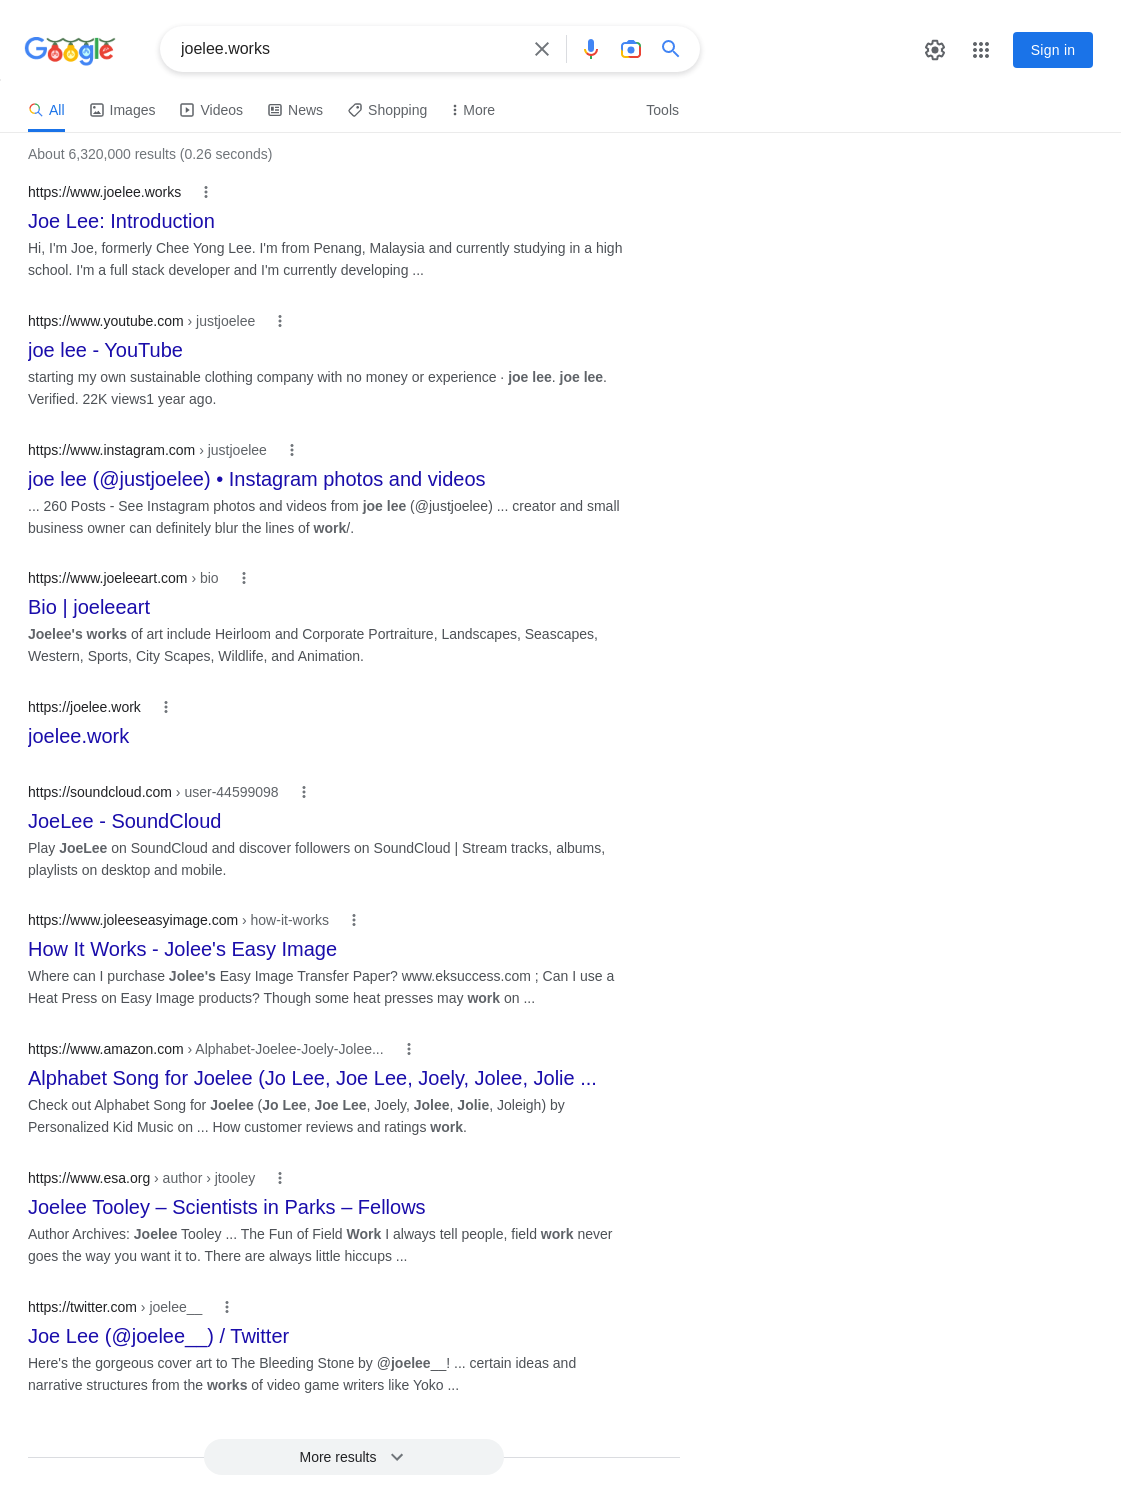 Google
joelee.works
Sign in
All Images Videos News Shopping More Tools
About 6,320,000 results (0.26 seconds)
https://www.joelee.works
Joe Lee: Introduction
Hi, I'm Joe, formerly Chee Yong Lee. I'm from Penang, Malaysia and currently studying in a high
school. I'm a full stack developer and I'm currently developing ...
https://www.youtube.com › justjoelee
joe lee - YouTube
starting my own sustainable clothing company with no money or experience · joe lee. joe lee.
Verified. 22K views1 year ago.
https://www.instagram.com › justjoelee
joe lee (@justjoelee) • Instagram photos and videos
... 260 Posts - See Instagram photos and videos from joe lee (@justjoelee) ... creator and small
business owner can definitely blur the lines of work/.
https://www.joeleeart.com › bio
Bio | joeleeart
Joelee's works of art include Heirloom and Corporate Portraiture, Landscapes, Seascapes,
Western, Sports, City Scapes, Wildlife, and Animation.
https://joelee.work
joelee.work
https://soundcloud.com › user-44599098
JoeLee - SoundCloud
Play JoeLee on SoundCloud and discover followers on SoundCloud | Stream tracks, albums,
playlists on desktop and mobile.
https://www.joleeseasyimage.com › how-it-works
How It Works - Jolee's Easy Image
Where can I purchase Jolee's Easy Image Transfer Paper? www.eksuccess.com ; Can I use a
Heat Press on Easy Image products? Though some heat presses may work on ...
https://www.amazon.com › Alphabet-Joelee-Joely-Jolee...
Alphabet Song for Joelee (Jo Lee, Joe Lee, Joely, Jolee, Jolie ...
Check out Alphabet Song for Joelee (Jo Lee, Joe Lee, Joely, Jolee, Jolie, Joleigh) by
Personalized Kid Music on ... How customer reviews and ratings work.
https://www.esa.org › author › jtooley
Joelee Tooley – Scientists in Parks – Fellows
Author Archives: Joelee Tooley ... The Fun of Field Work I always tell people, field work never
goes the way you want it to. There are always little hiccups ...
https://twitter.com › joelee__
Joe Lee (@joelee__) / Twitter
Here's the gorgeous cover art to The Bleeding Stone by @joelee__! ... certain ideas and
narrative structures from the works of video game writers like Yoko ...
More results